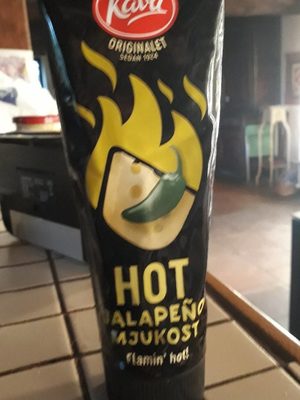 Kavli
ORIGINALET
SEDAN 1924
HOT
JALAPEÑO
MJUKOST
flamin' hot!